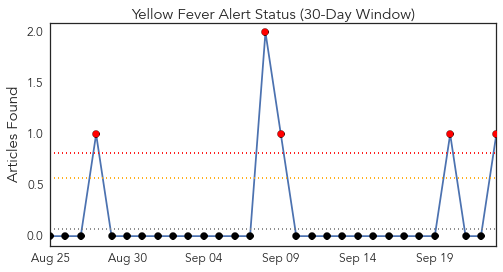 Yellow Fever Alert Status (30-Day Window)
Articles Found
2.0
1.5
1.0
0.5
0.0
Aug 25 Aug 30 Sep 04 Sep 09 Sep 14 Sep 19